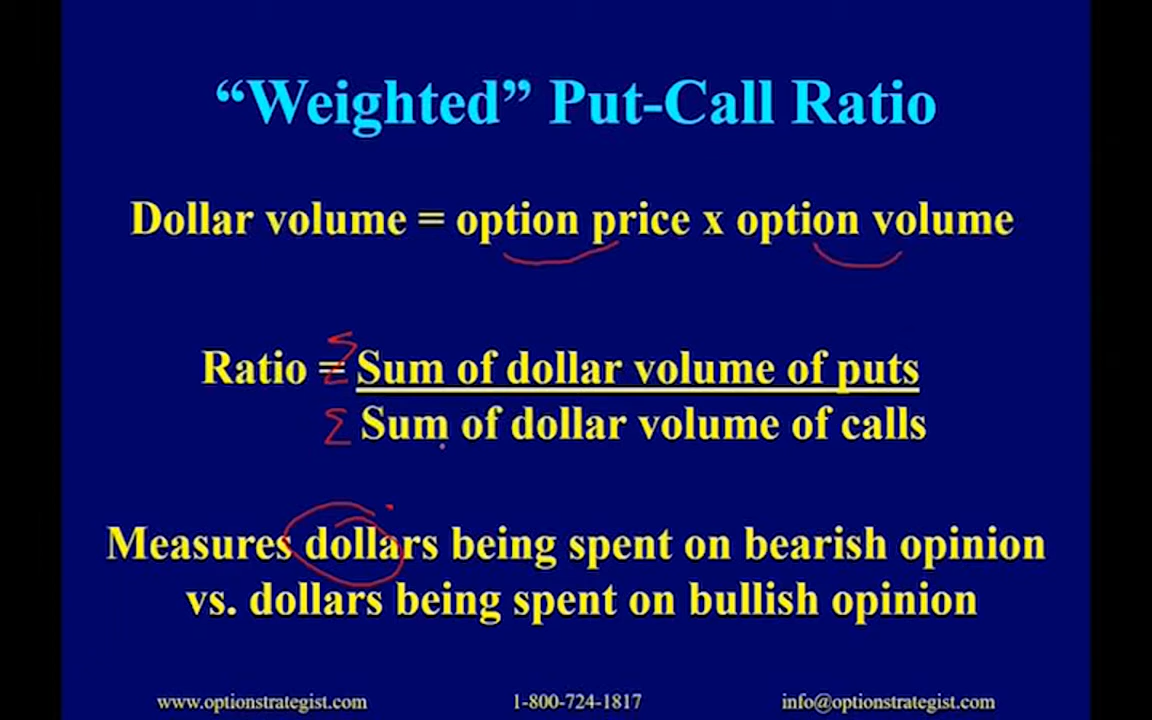 “Weighted” Put-Call Ratio
Dollar volume = option price x option volume
Σ
Ratio = Sum of dollar volume of puts
Σ Sum of dollar volume of calls
Measures dollars being spent on bearish opinion
vs. dollars being spent on bullish opinion
www.optionstrategist.com 1-800-724-1817 info@optionstrategist.com